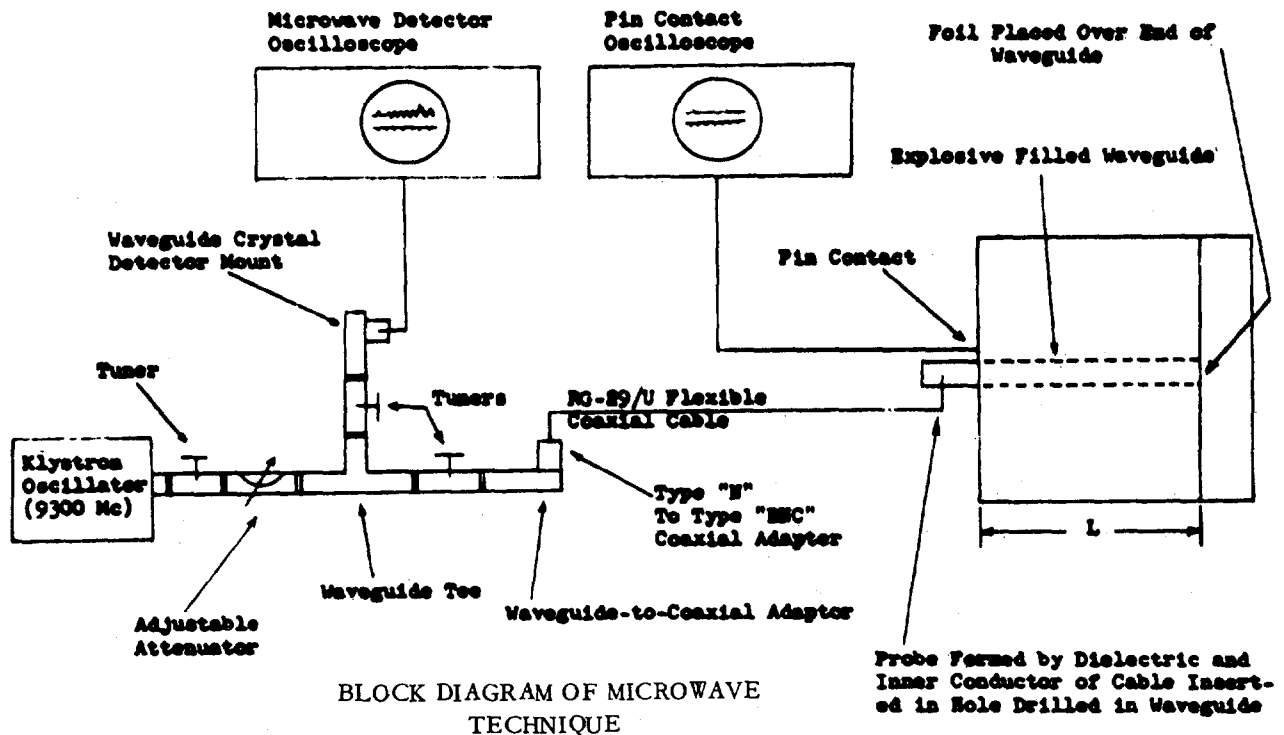 Microwave Detector
Oscilloscope
Pin Contact
Oscilloscope
Foil Placed Over End of
Waveguide
Explosive Filled Waveguide
Waveguide Crystal
Detector Mount
Pin Contact
Tuner
Tuners
RG-89/U Flexible
Coaxial Cable
Klystron
Oscillator
(9300 Mc)
Type "N"
To Type "BNC"
Coaxial Adapter
L
Waveguide Tee
Waveguide-to-Coaxial Adaptor
Adjustable
Attenuator
Probe Formed by Dielectric and
Inner Conductor of Cable Insert-
ed in Hole Drilled in Waveguide
BLOCK DIAGRAM OF MICROWAVE
TECHNIQUE